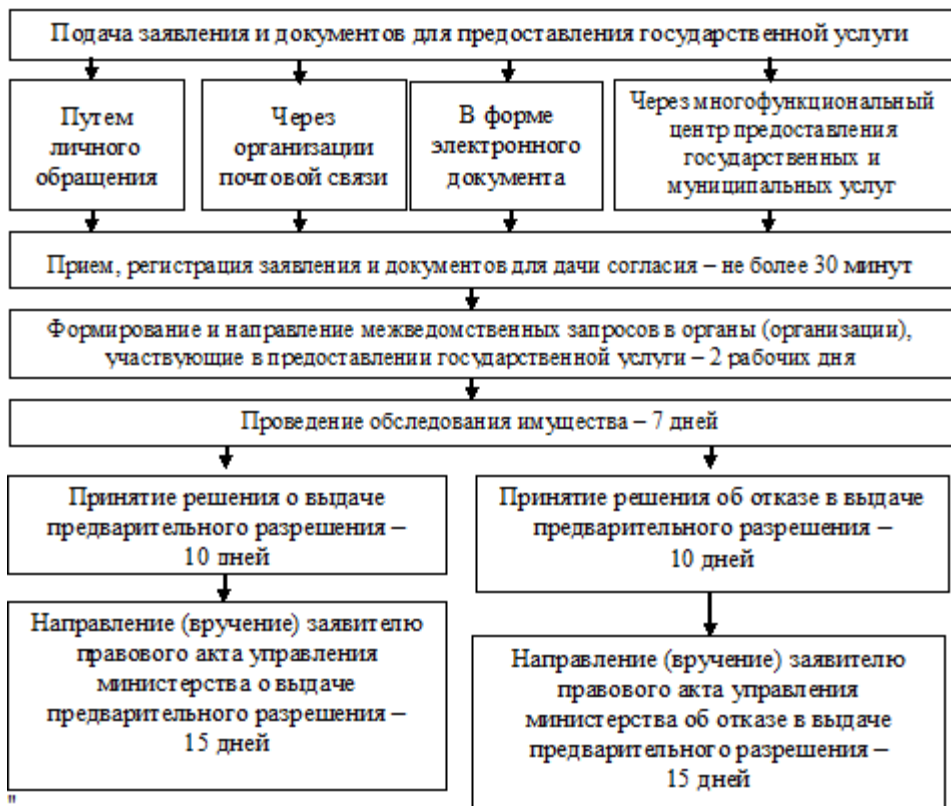 Подача заявления и документов для предоставления государственной услуги
Путем
личного
обращения
Через
организации
почтовой связи
В форме
электронного
документа
Через многофункциональный
центр предоставления
государственных и
муниципальных услуг
Прием, регистрация заявления и документов для дачи согласия – не более 30 минут
Формирование и направление межведомственных запросов в органы (организации),
участвующие в предоставлении государственной услуги – 2 рабочих дня
Проведение обследования имущества – 7 дней
Принятие решения о выдаче
предварительного разрешения –
10 дней
Принятие решения об отказе в выдаче
предварительного разрешения –
10 дней
Направление (вручение) заявителю
правового акта управления
министерства о выдаче
предварительного разрешения –
15 дней
Направление (вручение) заявителю
правового акта управления
министерства об отказе в выдаче
предварительного разрешения –
15 дней
"